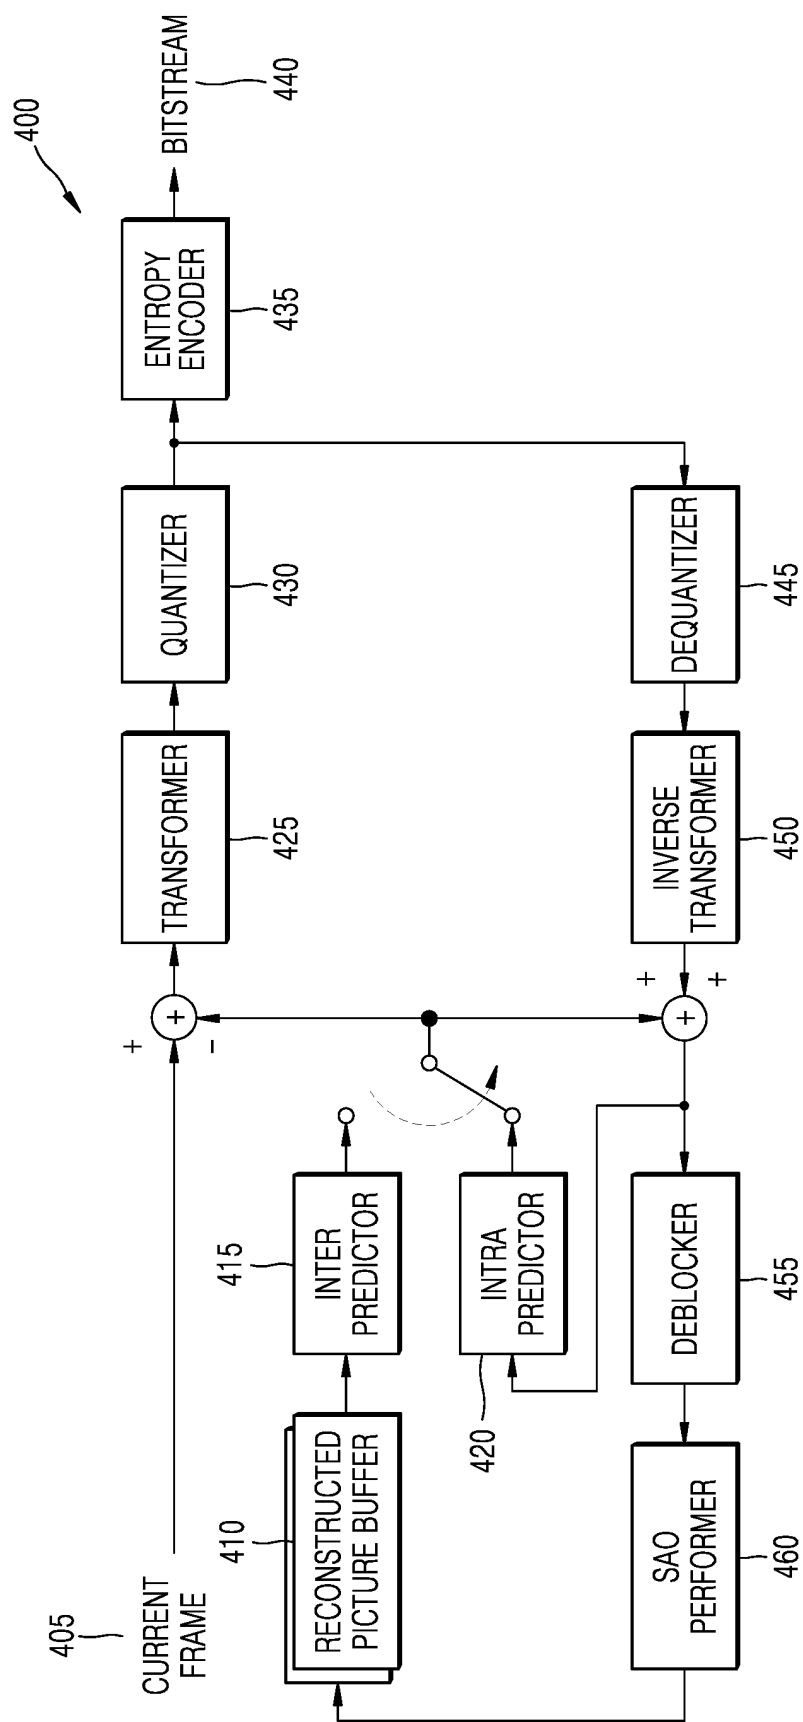 400
405
CURRENT
FRAME
+
-
+
TRANSFORMER
425
QUANTIZER
430
ENTROPY
ENCODER
435
BITSTREAM
440
410
RECONSTRUCTED
PICTURE BUFFER
415
INTER
PREDICTOR
420
INTRA
PREDICTOR
SAO
PERFORMER
460
DEBLOCKER
455
+
+
+
INVERSE
TRANSFORMER
450
DEQUANTIZER
445